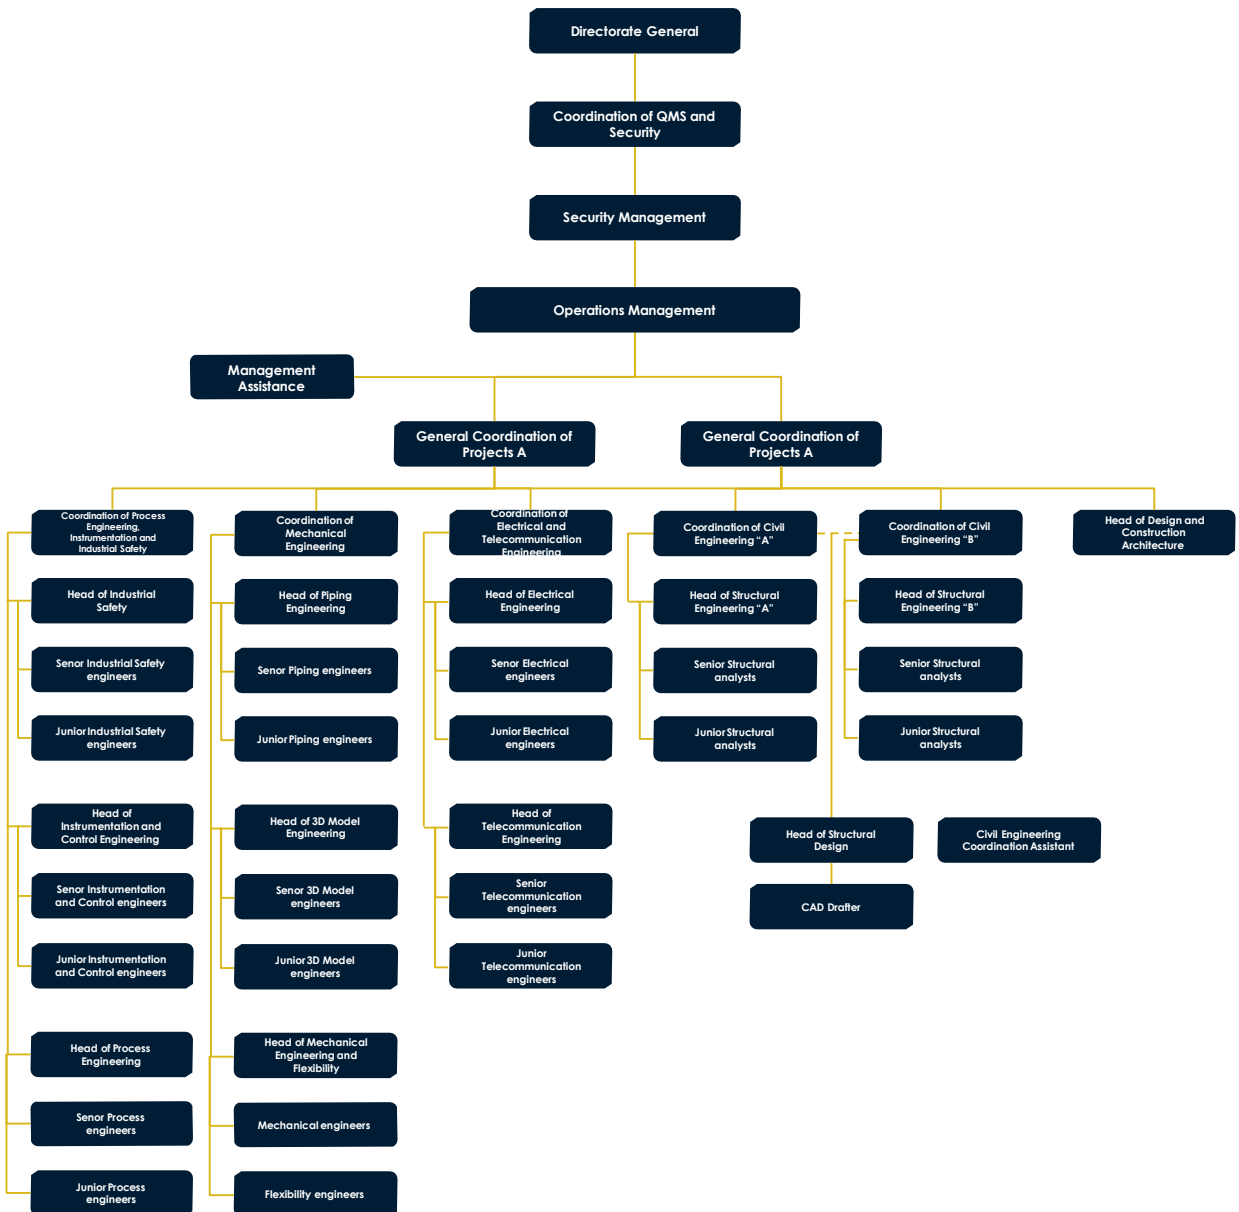 Directorate General
Coordination of QMS and
Security
Security Management
Operations Management
Management
Assistance
General Coordination of
Projects A
General Coordination of
Projects A
Coordination of Process
Engineering,
Instrumentation and
Industrial Safety
Head of Industrial
Safety
Senor Industrial Safety
engineers
Junior Industrial Safety
engineers
Head of
Instrumentation and
Control Engineering
Senor Instrumentation
and Control engineers
Junior Instrumentation
and Control engineers
Head of Process
Engineering
Senor Process
engineers
Junior Process
engineers
Coordination of
Mechanical
Engineering
Head of Piping
Engineering
Senor Piping engineers
Junior Piping engineers
Head of 3D Model
Engineering
Senor 3D Model
engineers
Junior 3D Model
engineers
Head of Mechanical
Engineering and
Flexibility
Mechanical engineers
Flexibility engineers
Coordination of
Electrical and
Telecommunication
Engineering
Head of Electrical
Engineering
Senor Electrical
engineers
Junior Electrical
engineers
Head of
Telecommunication
Engineering
Senior
Telecommunication
engineers
Junior
Telecommunication
engineers
Coordination of Civil
Engineering “A”
Head of Structural
Engineering “A”
Senior Structural
analysts
Junior Structural
analysts
Coordination of Civil
Engineering “B”
Head of Structural
Engineering “B”
Senior Structural
analysts
Junior Structural
analysts
Head of Structural
Design
CAD Drafter
Civil Engineering
Coordination Assistant
Head of Design and
Construction
Architecture